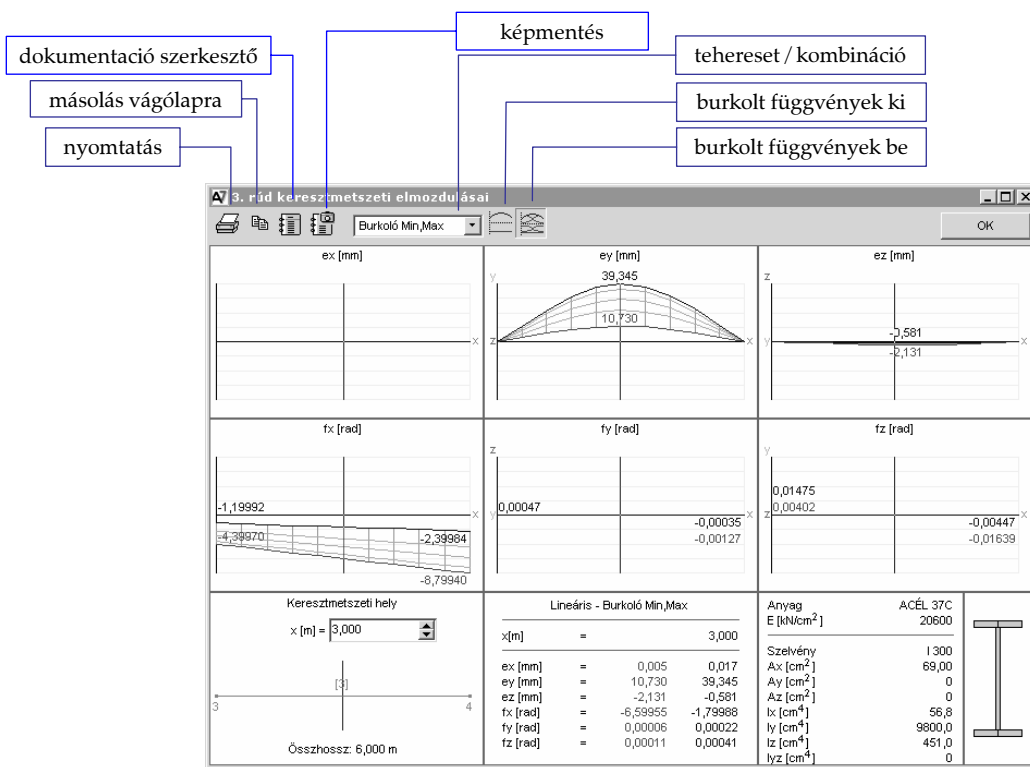 képmentés
dokumentació szerkesztő
tehereset / kombináció
másolás vágólapra
burkolt függvények ki
nyomtatás
burkolt függvények be
A7 3. rúd keresztmetszeti elmozdulásai
Burkoló Min,Max
OK
ex [mm]
x
ey [mm]
y
39,345
10,730
z
x
ez [mm]
z
-0,581
y
-2,131
x
fx [rad]
-1,19992
x
-4,39970
-2,39984
-8,79940
fy [rad]
z
0,00047
y
x
-0,00035
-0,00127
fz [rad]
y
0,01475
0,00402
z
x
-0,00447
-0,01639
Keresztmetszeti hely
x [m] = 3,000
[3]
3
4
Összhossz: 6,000 m
Lineáris - Burkoló Min,Max
x[m] = 3,000
ex [mm] = 0,005 0,017
ey [mm] = 10,730 39,345
ez [mm] = -2,131 -0,581
fx [rad] = -6,59955 -1,79988
fy [rad] = 0,00006 0,00022
fz [rad] = 0,00011 0,00041
Anyag ACÉL 37C
E [kN/cm2] 20600
Szelvény I 300
Ax [cm2] 69,00
Ay [cm2] 0
Az [cm2] 0
Ix [cm4] 56,8
Iy [cm4] 9800,0
Iz [cm4] 451,0
Iyz [cm4] 0